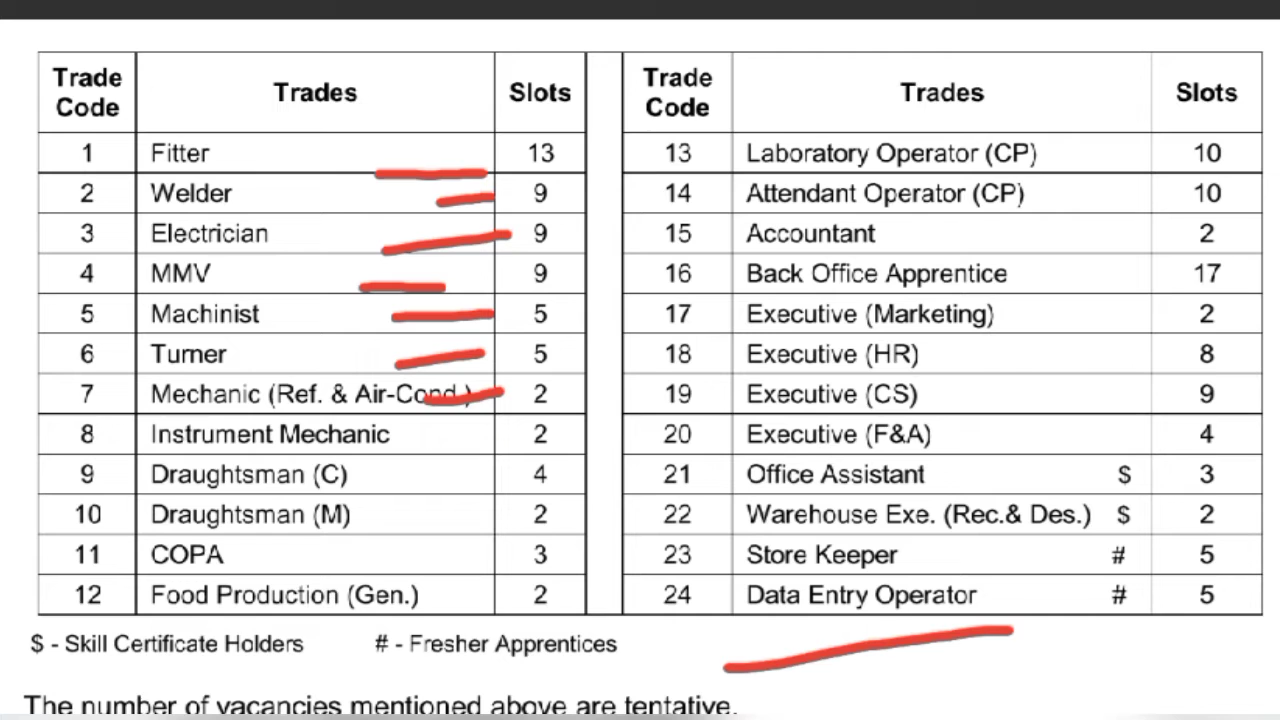 Trade Code Trades Slots Trade Code Trades Slots
1 Fitter 13 13 Laboratory Operator (CP) 10
2 Welder 9 14 Attendant Operator (CP) 10
3 Electrician 9 15 Accountant 2
4 MMV 9 16 Back Office Apprentice 17
5 Machinist 5 17 Executive (Marketing) 2
6 Turner 5 18 Executive (HR) 8
7 Mechanic (Ref. & Air-Cond.) 2 19 Executive (CS) 9
8 Instrument Mechanic 2 20 Executive (F&A) 4
9 Draughtsman (C) 4 21 Office Assistant $ 3
10 Draughtsman (M) 2 22 Warehouse Exe. (Rec.& Des.) $ 2
11 COPA 3 23 Store Keeper # 5
12 Food Production (Gen.) 2 24 Data Entry Operator # 5
$ - Skill Certificate Holders # - Fresher Apprentices
The number of vacancies mentioned above are tentative.